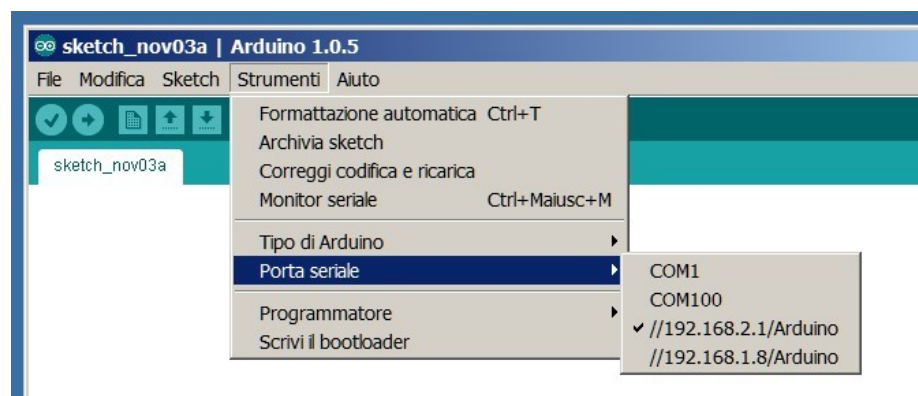 sketch_nov03a | Arduino 1.0.5
File Modifica Sketch Strumenti Aiuto
sketch_nov03a
Formattazione automatica Ctrl+T
Archivia sketch
Correggi codifica e ricarica
Monitor seriale Ctrl+Maiusc+M
Tipo di Arduino
Porta seriale
Programmatore
Scrivi il bootloader
COM1
COM100
//192.168.2.1/Arduino
//192.168.1.8/Arduino